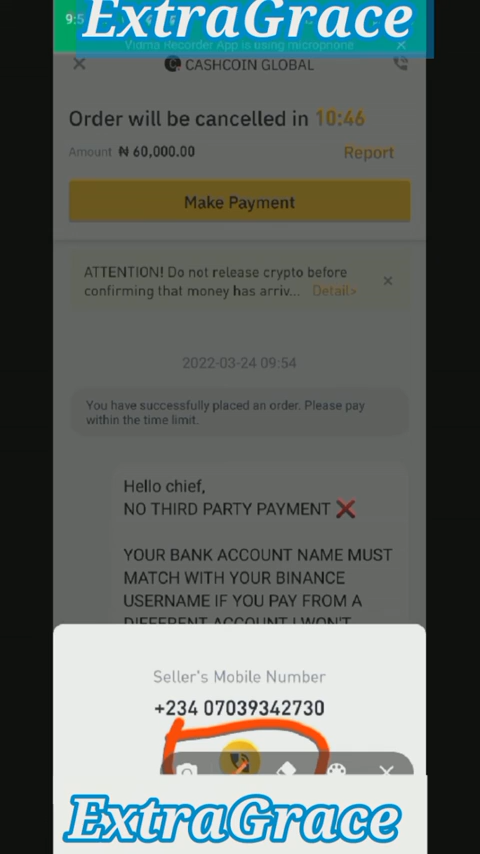 ExtraGrace
Vidma Recorder App is using microphone
CASHCOIN GLOBAL
Order will be cancelled in 10:46
Amount ₦ 60,000.00
Report
Make Payment
ATTENTION! Do not release crypto before
confirming that money has arriv... Detail>
2022-03-24 09:54
You have successfully placed an order. Please pay
within the time limit.
Hello chief,
NO THIRD PARTY PAYMENT ❌
YOUR BANK ACCOUNT NAME MUST
MATCH WITH YOUR BINANCE
USERNAME IF YOU PAY FROM A
DIFFERENT ACCOUNT I WON'T
Seller's Mobile Number
+234 07039342730
ExtraGrace